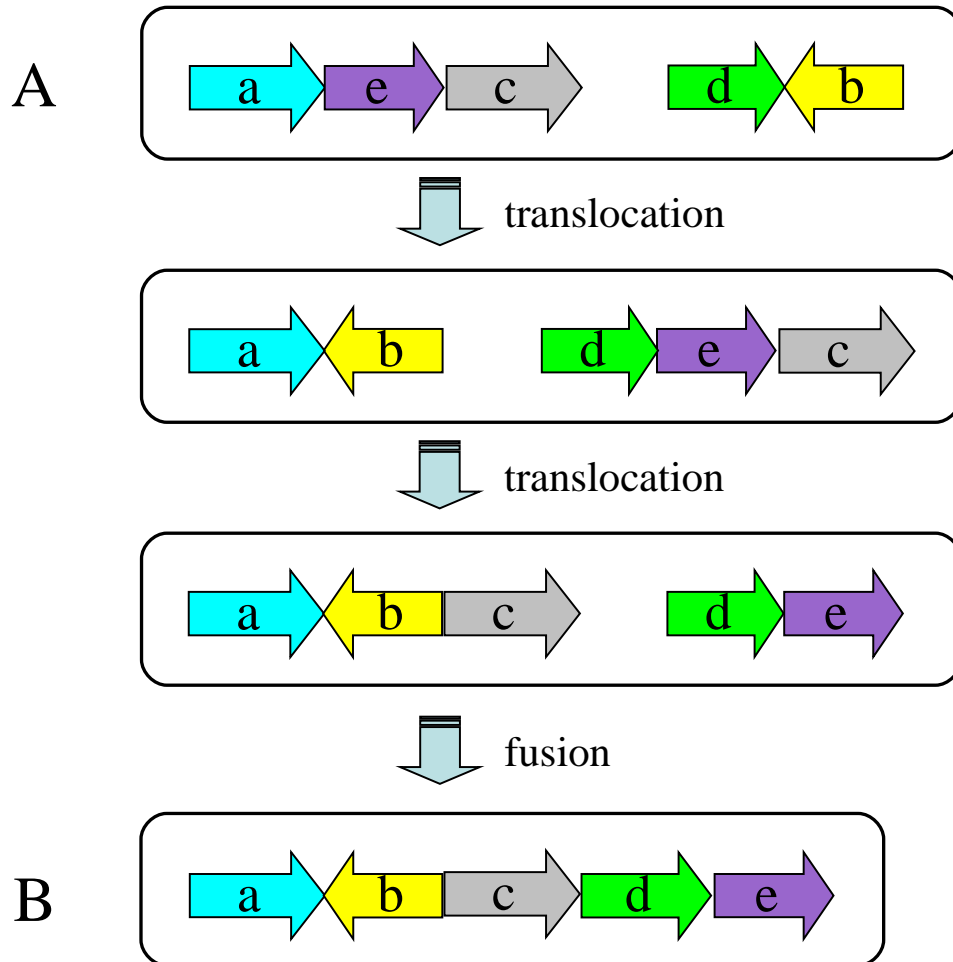 A
a e c d b
translocation
a b d e c
translocation
a b c d e
fusion
B
a b c d e